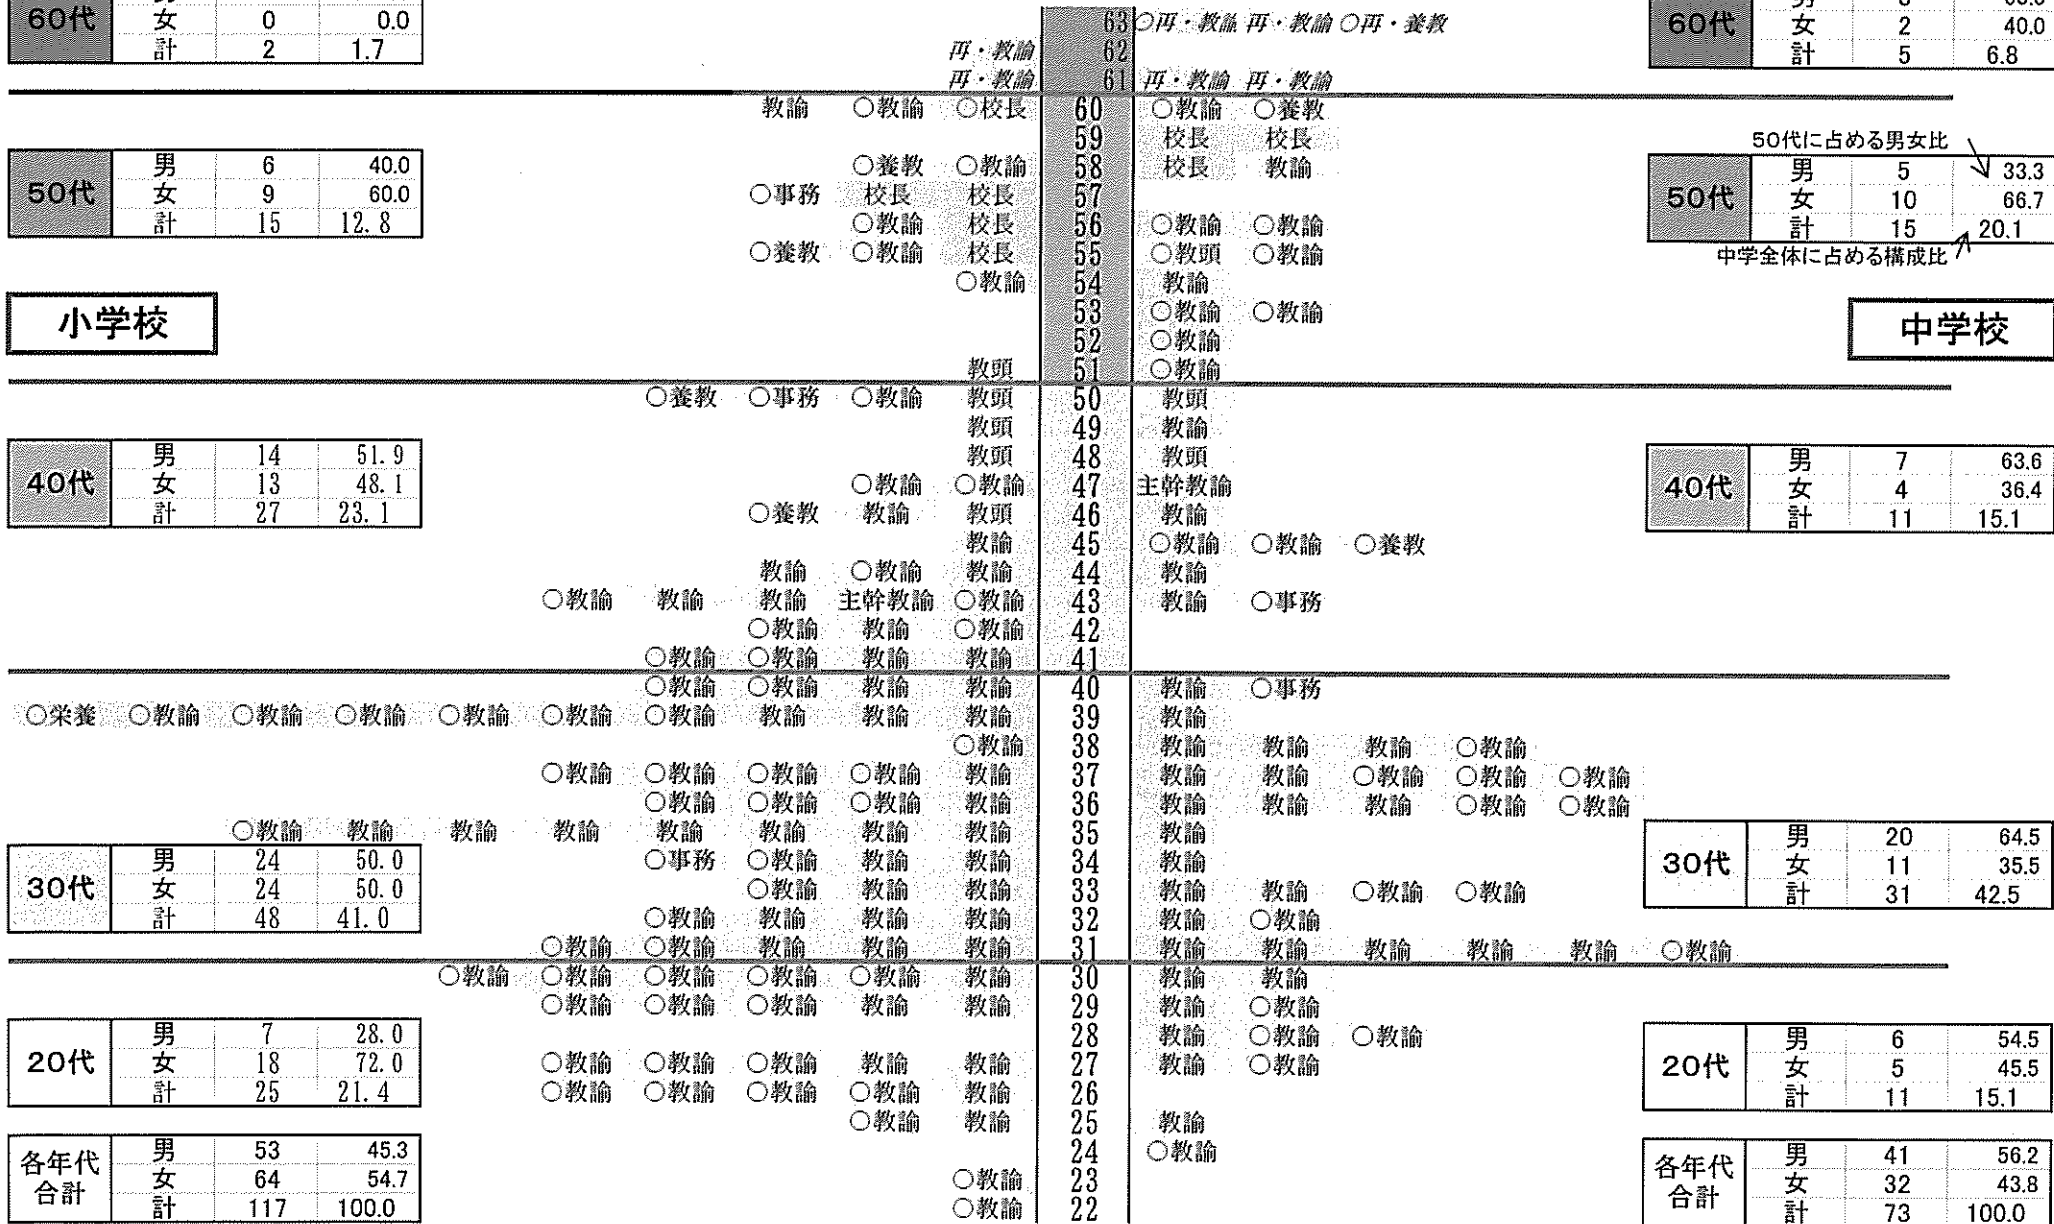 60代 女 0 0.0
計 2 1.7
63 ○再・教諭 再・教諭 ○再・養教
60代 女 2 40.0
計 5 6.8
再・教諭 62
再・教諭 61 再・教諭 再・教諭
教諭 ○教諭 ○校長 60 ○教諭 ○養教
59 校長 校長
50代に占める男女比
○養教 ○教諭 58 校長 教諭
50代
男 6 40.0
女 9 60.0
計 15 12.8
50代
男 5 33.3
女 10 66.7
計 15 20.1
中学全体に占める構成比
○事務 校長 校長 57
○教諭 校長 56 ○教諭 ○教諭
○養教 ○教諭 校長 55 ○教頭 ○教諭
○教諭 54 教諭
小学校
53 ○教諭 ○教諭
中学校
52 ○教諭
教頭 51 ○教諭
○養教 ○事務 ○教諭 教頭 50 教頭
教頭 49 教諭
教頭 48 教頭
40代
男 14 51.9
女 13 48.1
計 27 23.1
40代
男 7 63.6
女 4 36.4
計 11 15.1
○教諭 ○教諭 47 主幹教諭
○養教 教諭 教頭 46 教諭
教諭 45 ○教諭 ○教諭 ○養教
教諭 ○教諭 教諭 44 教諭
○教諭 教諭 教諭 主幹教諭 ○教諭 43 教諭 ○事務
○教諭 教諭 ○教諭 42
○教諭 ○教諭 教諭 教諭 41
○教諭 ○教諭 教諭 教諭 40 教諭 ○事務
○栄養 ○教諭 ○教諭 ○教諭 ○教諭 ○教諭 ○教諭 教諭 教諭 教諭 39 教諭
○教諭 38 教諭 教諭 教諭 ○教諭
○教諭 ○教諭 ○教諭 ○教諭 教諭 37 教諭 教諭 ○教諭 ○教諭 ○教諭
○教諭 ○教諭 ○教諭 教諭 36 教諭 教諭 教諭 ○教諭 ○教諭
○教諭 教諭 教諭 教諭 教諭 教諭 教諭 教諭 35 教諭
30代
男 24 50.0
女 24 50.0
計 48 41.0
30代
男 20 64.5
女 11 35.5
計 31 42.5
○事務 ○教諭 教諭 教諭 34 教諭
○教諭 教諭 教諭 33 教諭 教諭 ○教諭 ○教諭
○教諭 教諭 教諭 教諭 32 教諭 ○教諭
○教諭 ○教諭 教諭 教諭 教諭 31 教諭 教諭 教諭 教諭 教諭 ○教諭
○教諭 ○教諭 ○教諭 ○教諭 ○教諭 教諭 30 教諭 教諭
○教諭 ○教諭 ○教諭 教諭 教諭 29 教諭 ○教諭
28 教諭 ○教諭 ○教諭
20代
男 7 28.0
女 18 72.0
計 25 21.4
20代
男 6 54.5
女 5 45.5
計 11 15.1
○教諭 ○教諭 ○教諭 教諭 教諭 27 教諭 ○教諭
○教諭 ○教諭 ○教諭 ○教諭 教諭 26
○教諭 教諭 25 教諭
24 ○教諭
各年代合計
男 53 45.3
女 64 54.7
計 117 100.0
各年代合計
男 41 56.2
女 32 43.8
計 73 100.0
○教諭 23
○教諭 22